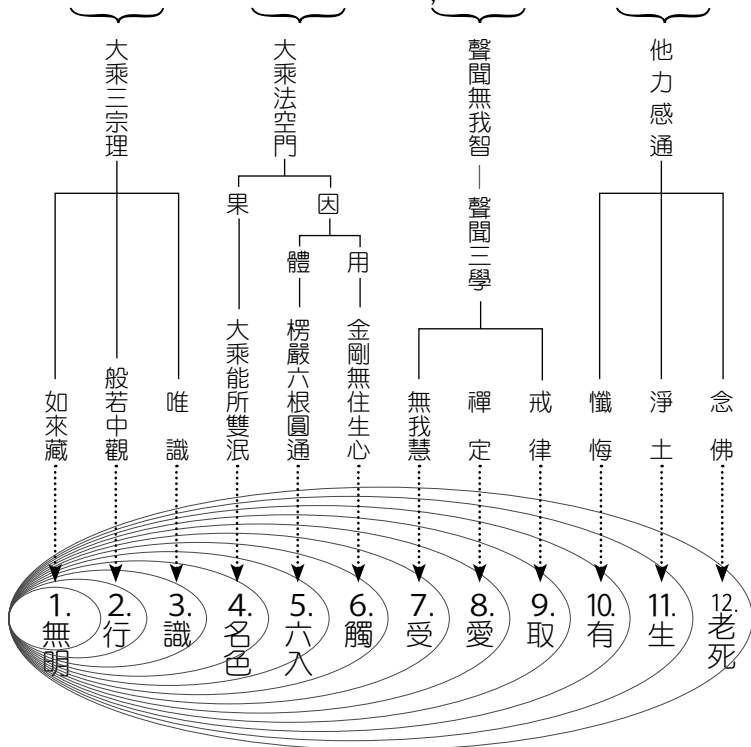 大乘三宗理
大乘法空門
聲聞無我智－聲聞三學
他力感通
果
因
體
用
如來藏
般若中觀
唯識
大乘能所雙泯
楞嚴六根圓通
金剛無住生心
無我慧
禪定
戒律
懺悔
淨土
念佛
1.無明
2.行
3.識
4.名色
5.六入
6.觸
7.受
8.愛
9.取
10.有
11.生
12.老死